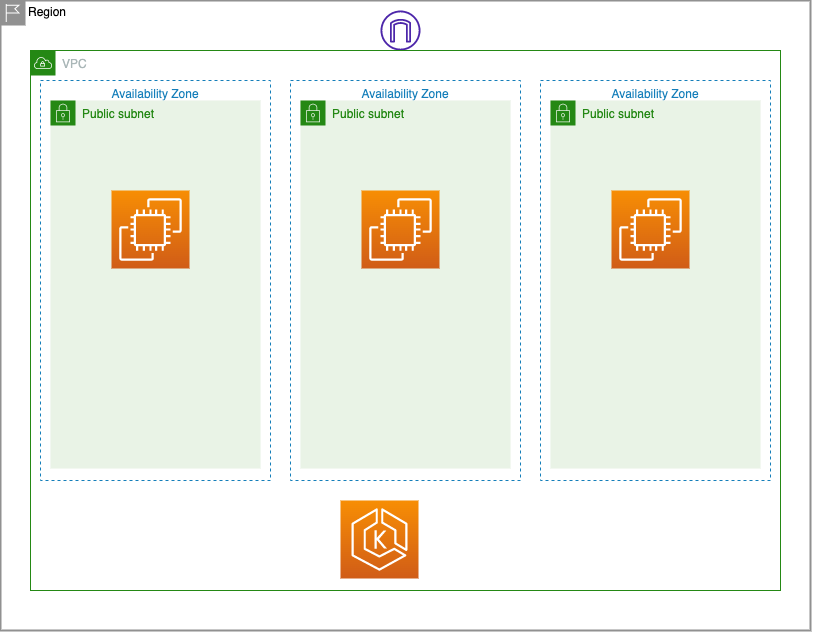 Region
VPC
Availability Zone
Availability Zone
Availability Zone
Public subnet
Public subnet
Public subnet
K